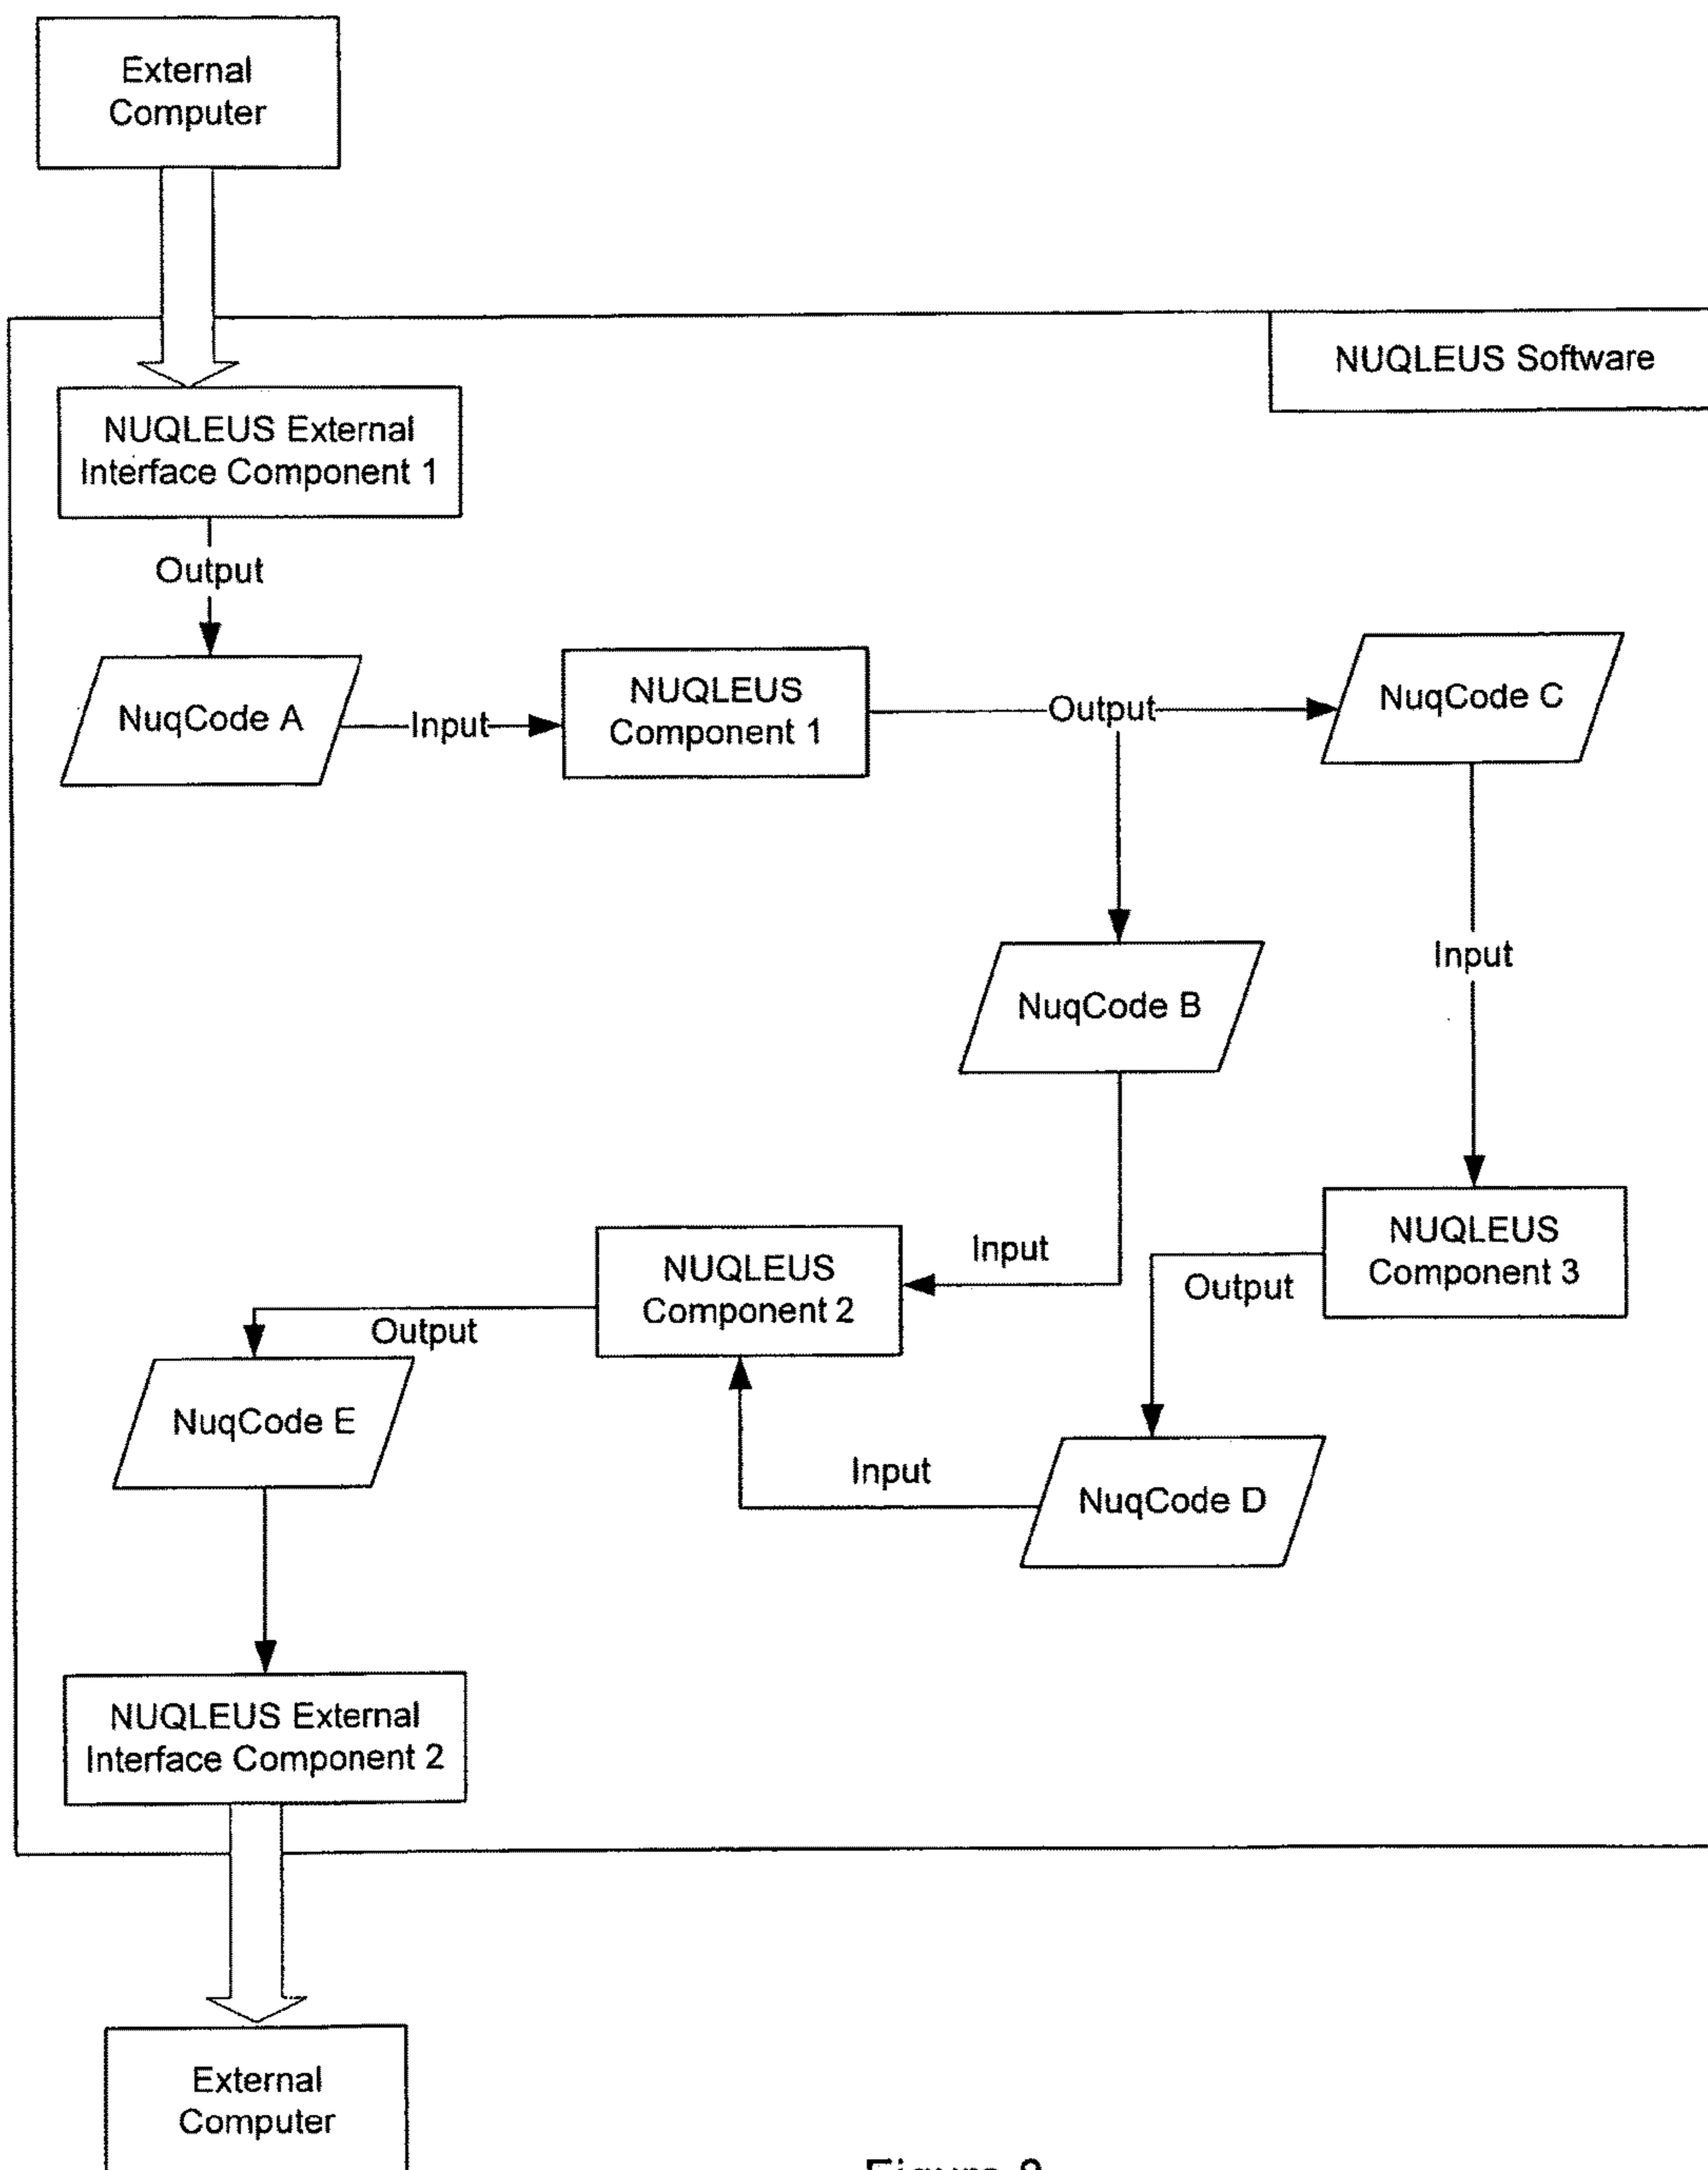 External
Computer
NUQLEUS Software
NUQLEUS External
Interface Component 1
Output
NuqCode A
Input
NUQLEUS
Component 1
Output
NuqCode C
NuqCode B
Input
NUQLEUS
Component 3
Input
NUQLEUS
Component 2
Output
Output
NuqCode E
Input
NuqCode D
NUQLEUS External
Interface Component 2
External
Computer
Figure